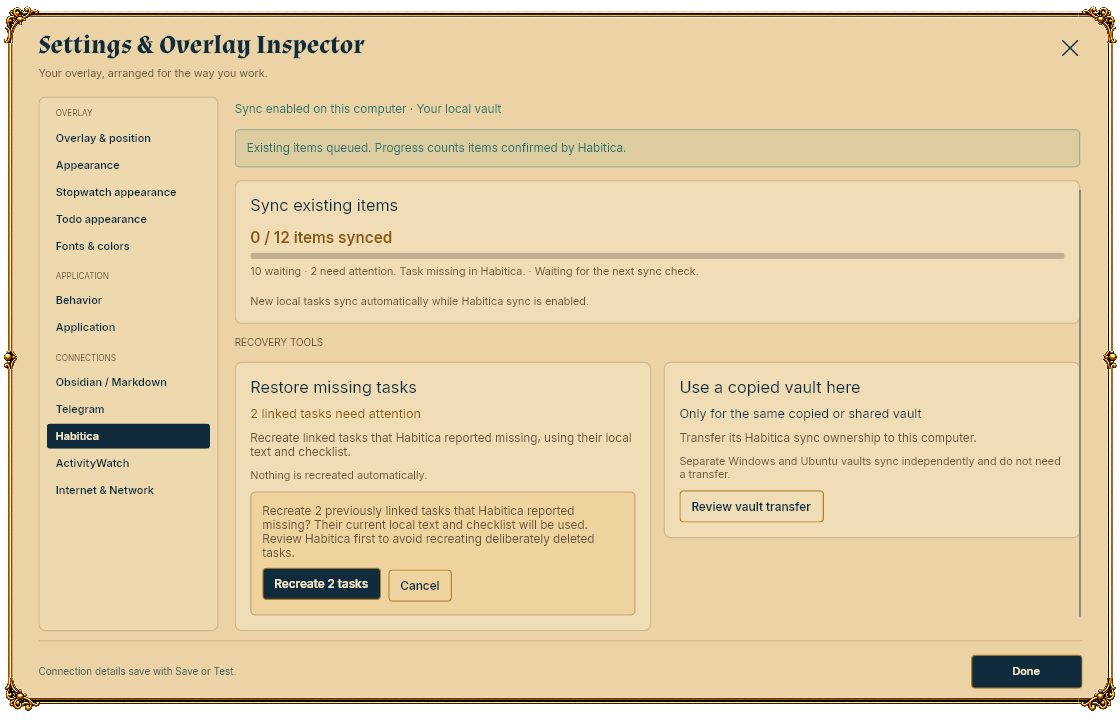 Settings & Overlay Inspector
Your overlay, arranged for the way you work.
OVERLAY
Overlay & position
Appearance
Stopwatch appearance
Todo appearance
Fonts & colors
APPLICATION
Behavior
Application
CONNECTIONS
Obsidian / Markdown
Telegram
Habitica
ActivityWatch
Internet & Network
Sync enabled on this computer · Your local vault
Existing items queued. Progress counts items confirmed by Habitica.
Sync existing items
0 / 12 items synced
10 waiting · 2 need attention. Task missing in Habitica. · Waiting for the next sync check.
New local tasks sync automatically while Habitica sync is enabled.
RECOVERY TOOLS
Restore missing tasks
2 linked tasks need attention
Recreate linked tasks that Habitica reported missing, using their local
text and checklist.
Nothing is recreated automatically.
Recreate 2 previously linked tasks that Habitica reported
missing? Their current local text and checklist will be used.
Review Habitica first to avoid recreating deliberately deleted
tasks.
Recreate 2 tasks
Cancel
Use a copied vault here
Only for the same copied or shared vault
Transfer its Habitica sync ownership to this computer.
Separate Windows and Ubuntu vaults sync independently and do not need
a transfer.
Review vault transfer
Connection details save with Save or Test.
Done